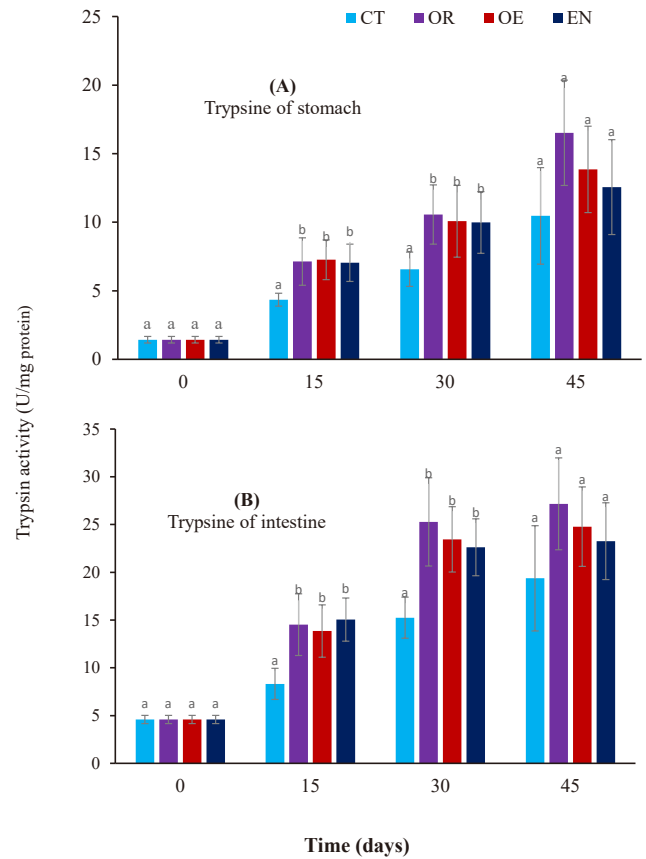 CT OR OE EN
25
20
15
10
5
0
(A)
Trypsine of stomach
a a a a
a b b b
a b b b
a a a a
0 15 30 45
Trypsin activity (U/mg protein)
35
30
25
20
15
10
5
0
(B)
Trypsine of intestine
a a a a
a b b b
a b b b
a a a a
0 15 30 45
Time (days)